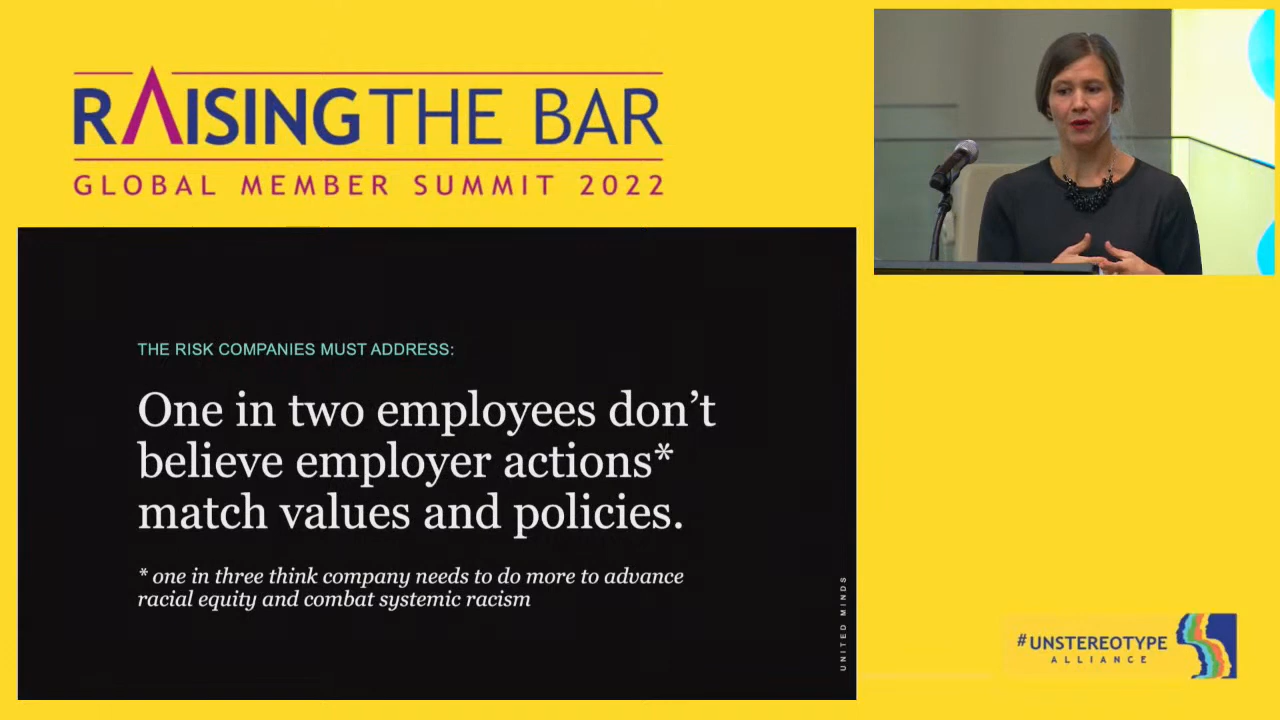 RAISING THE BAR
GLOBAL MEMBER SUMMIT 2022
THE RISK COMPANIES MUST ADDRESS:
One in two employees don’t
believe employer actions*
match values and policies.
* one in three think company needs to do more to advance
racial equity and combat systemic racism
UNITED MINDS
#UNSTEREOTYPE
ALLIANCE